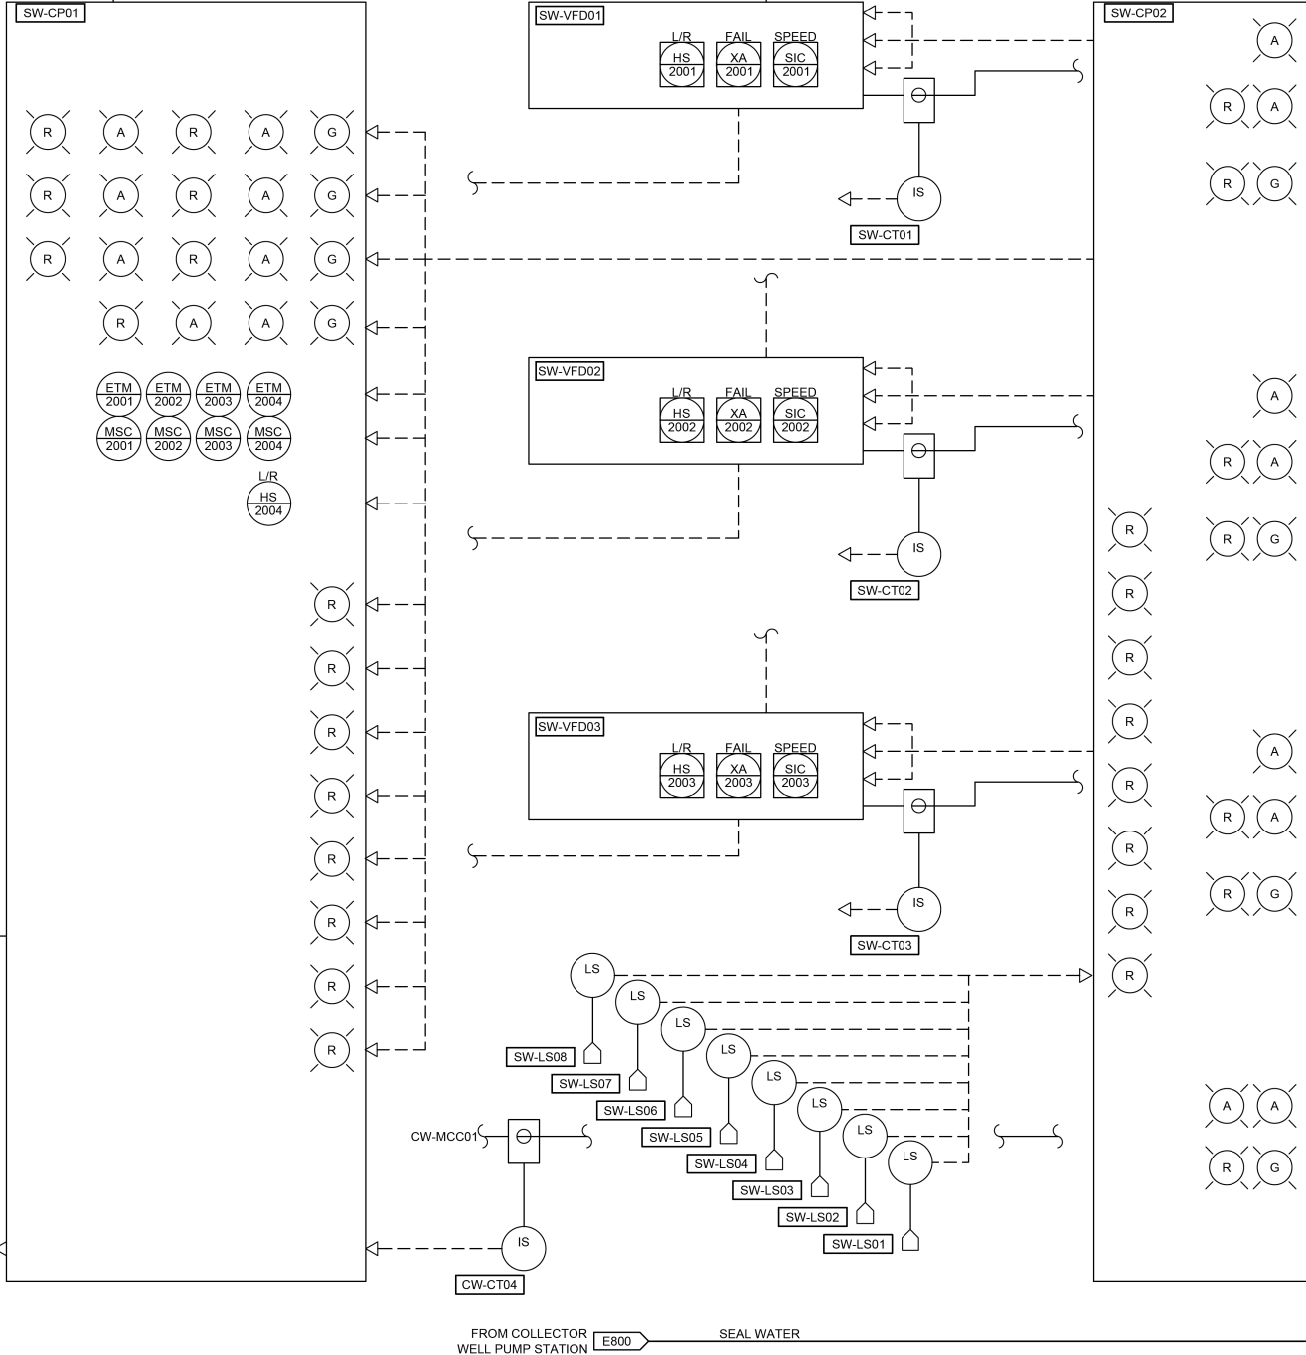 SW-CP01
R A R A G
R A R A G
R A R A G
R A A G
ETM 2001
ETM 2002
ETM 2003
ETM 2004
MSC 2001
MSC 2002
MSC 2003
MSC 2004
L/R
HS
2004
R
R
R
R
R
R
R
R
SW-VFD01
L/R FAIL SPEED
HS XA SIC
2001 2001 2001
IS
SW-CT01
SW-VFD02
L/R FAIL SPEED
HS XA SIC
2002 2002 2002
IS
SW-CT02
SW-VFD03
L/R FAIL SPEED
HS XA SIC
2003 2003 2003
IS
SW-CT03
LS
SW-LS08
LS
SW-LS07
LS
SW-LS06
LS
SW-LS05
LS
SW-LS04
LS
SW-LS03
LS
SW-LS02
LS
SW-LS01
CW-MCC01
IS
CW-CT04
SW-CP02
A
R A
R G
A
R A
R G
R
R
R
R
R
R
R
R
A
R A
R G
A A
R G
FROM COLLECTOR
WELL PUMP STATION
E800
SEAL WATER